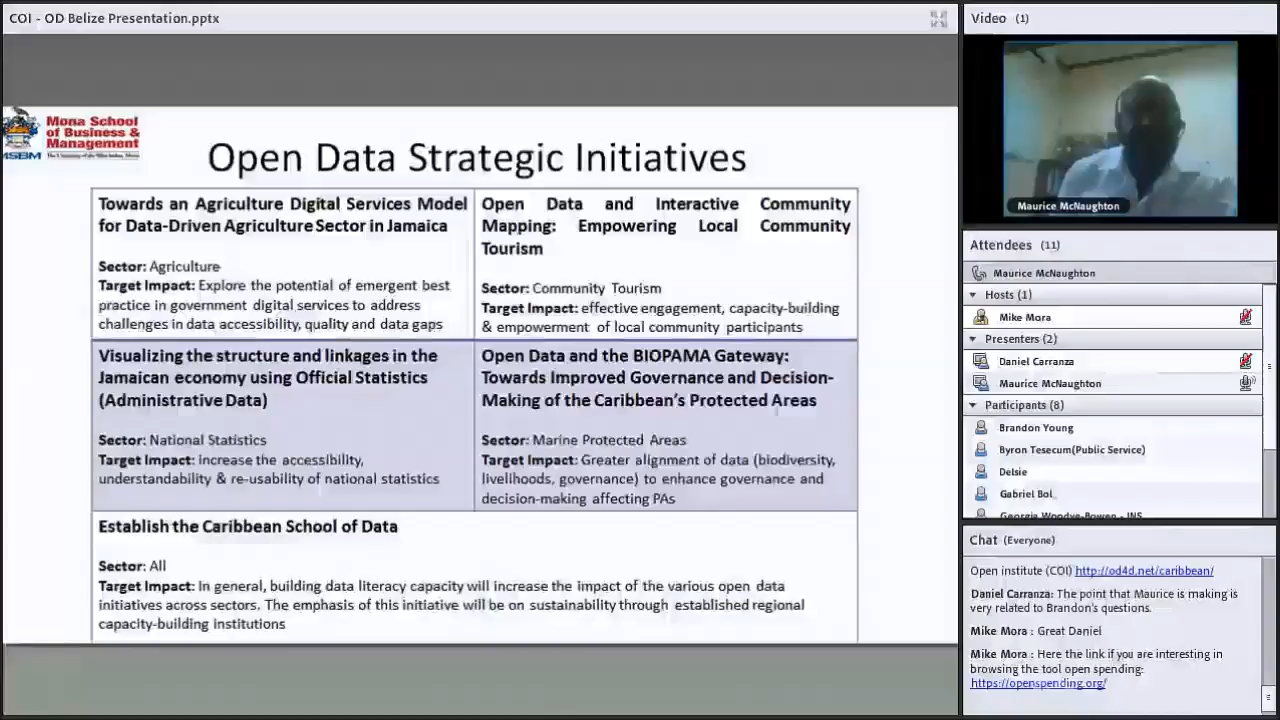 COI - OD Belize Presentation.pptx
Mona School
of Business &
Management
MSBM
Open Data Strategic Initiatives
Towards an Agriculture Digital Services Model
for Data-Driven Agriculture Sector in Jamaica
Sector: Agriculture
Target Impact: Explore the potential of emergent best
practice in government digital services to address
challenges in data accessibility, quality and data gaps
Open Data and Interactive Community
Mapping: Empowering Local Community
Tourism
Sector: Community Tourism
Target Impact: effective engagement, capacity-building
& empowerment of local community participants
Visualizing the structure and linkages in the
Jamaican economy using Official Statistics
(Administrative Data)
Sector: National Statistics
Target Impact: increase the accessibility,
understandability & re-usability of national statistics
Open Data and the BIOPAMA Gateway:
Towards Improved Governance and Decision-
Making of the Caribbean's Protected Areas
Sector: Marine Protected Areas
Target Impact: Greater alignment of data (biodiversity,
livelihoods, governance) to enhance governance and
decision-making affecting PAs
Establish the Caribbean School of Data
Sector: All
Target Impact: In general, building data literacy capacity will increase the impact of the various open data
initiatives across sectors. The emphasis of this initiative will be on sustainability through established regional
capacity-building institutions
Video (1)
Maurice McNaughton
Attendees (11)
Maurice McNaughton
Hosts (1)
Mike Mora
Presenters (2)
Daniel Carranza
Maurice McNaughton
Participants (8)
Brandon Young
Byron Tesecum(Public Service)
Delsie
Gabriel Bol
Georgia Woodye-Bowen - INS
Chat (Everyone)
Open institute (COI) http://od4d.net/caribbean/
Daniel Carranza: The point that Maurice is making is
very related to Brandon's questions.
Mike Mora : Great Daniel
Mike Mora : Here the link if you are interesting in
browsing the tool open spending:
https://openspending.org/